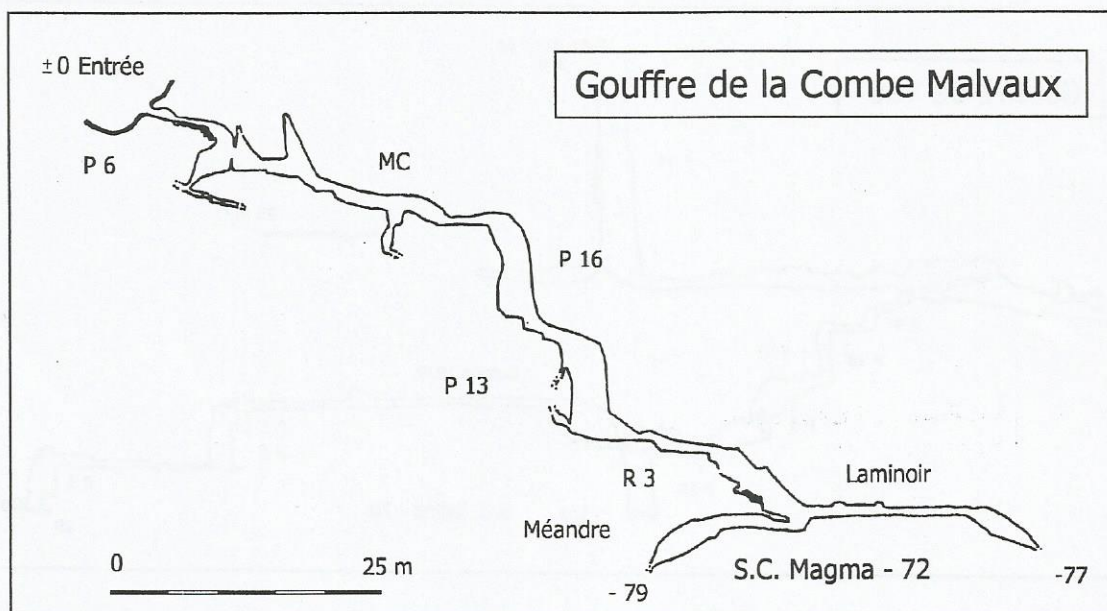 ± 0 Entrée
Gouffre de la Combe Malvaux
P 6
MC
P 16
P 13
R 3
Laminoir
Méandre
0 25 m
S.C. Magma - 72
- 79
-77